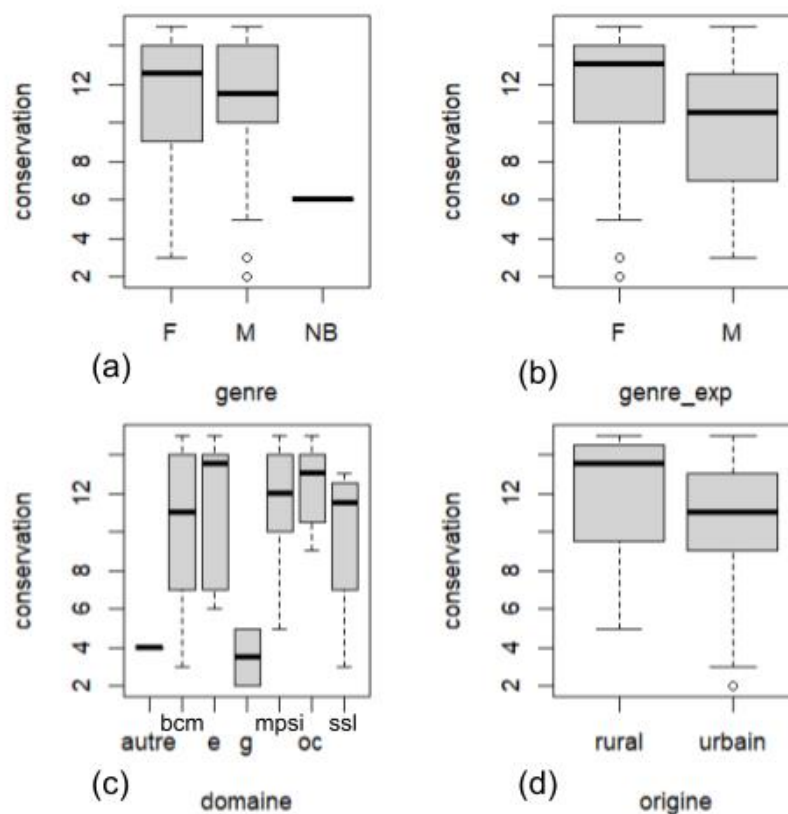 conservation
12
8
6
4
2
F M NB
(a)
genre
conservation
12
8
6
4
2
F M
(b)
genre_exp
conservation
12
8
6
4
2
autre bcm e g mpsi oc ssl
(c)
domaine
conservation
12
8
6
4
2
rural urbain
(d)
origine